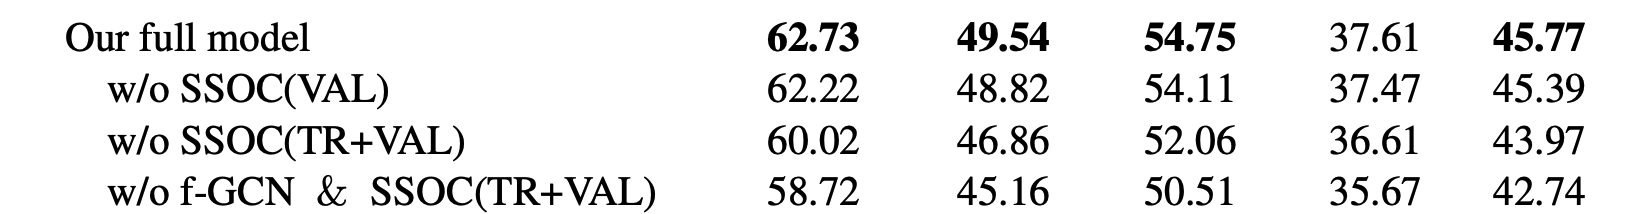 Our full model 62.73 49.54 54.75 37.61 45.77
w/o SSOC(VAL) 62.22 48.82 54.11 37.47 45.39
w/o SSOC(TR+VAL) 60.02 46.86 52.06 36.61 43.97
w/o f-GCN & SSOC(TR+VAL) 58.72 45.16 50.51 35.67 42.74